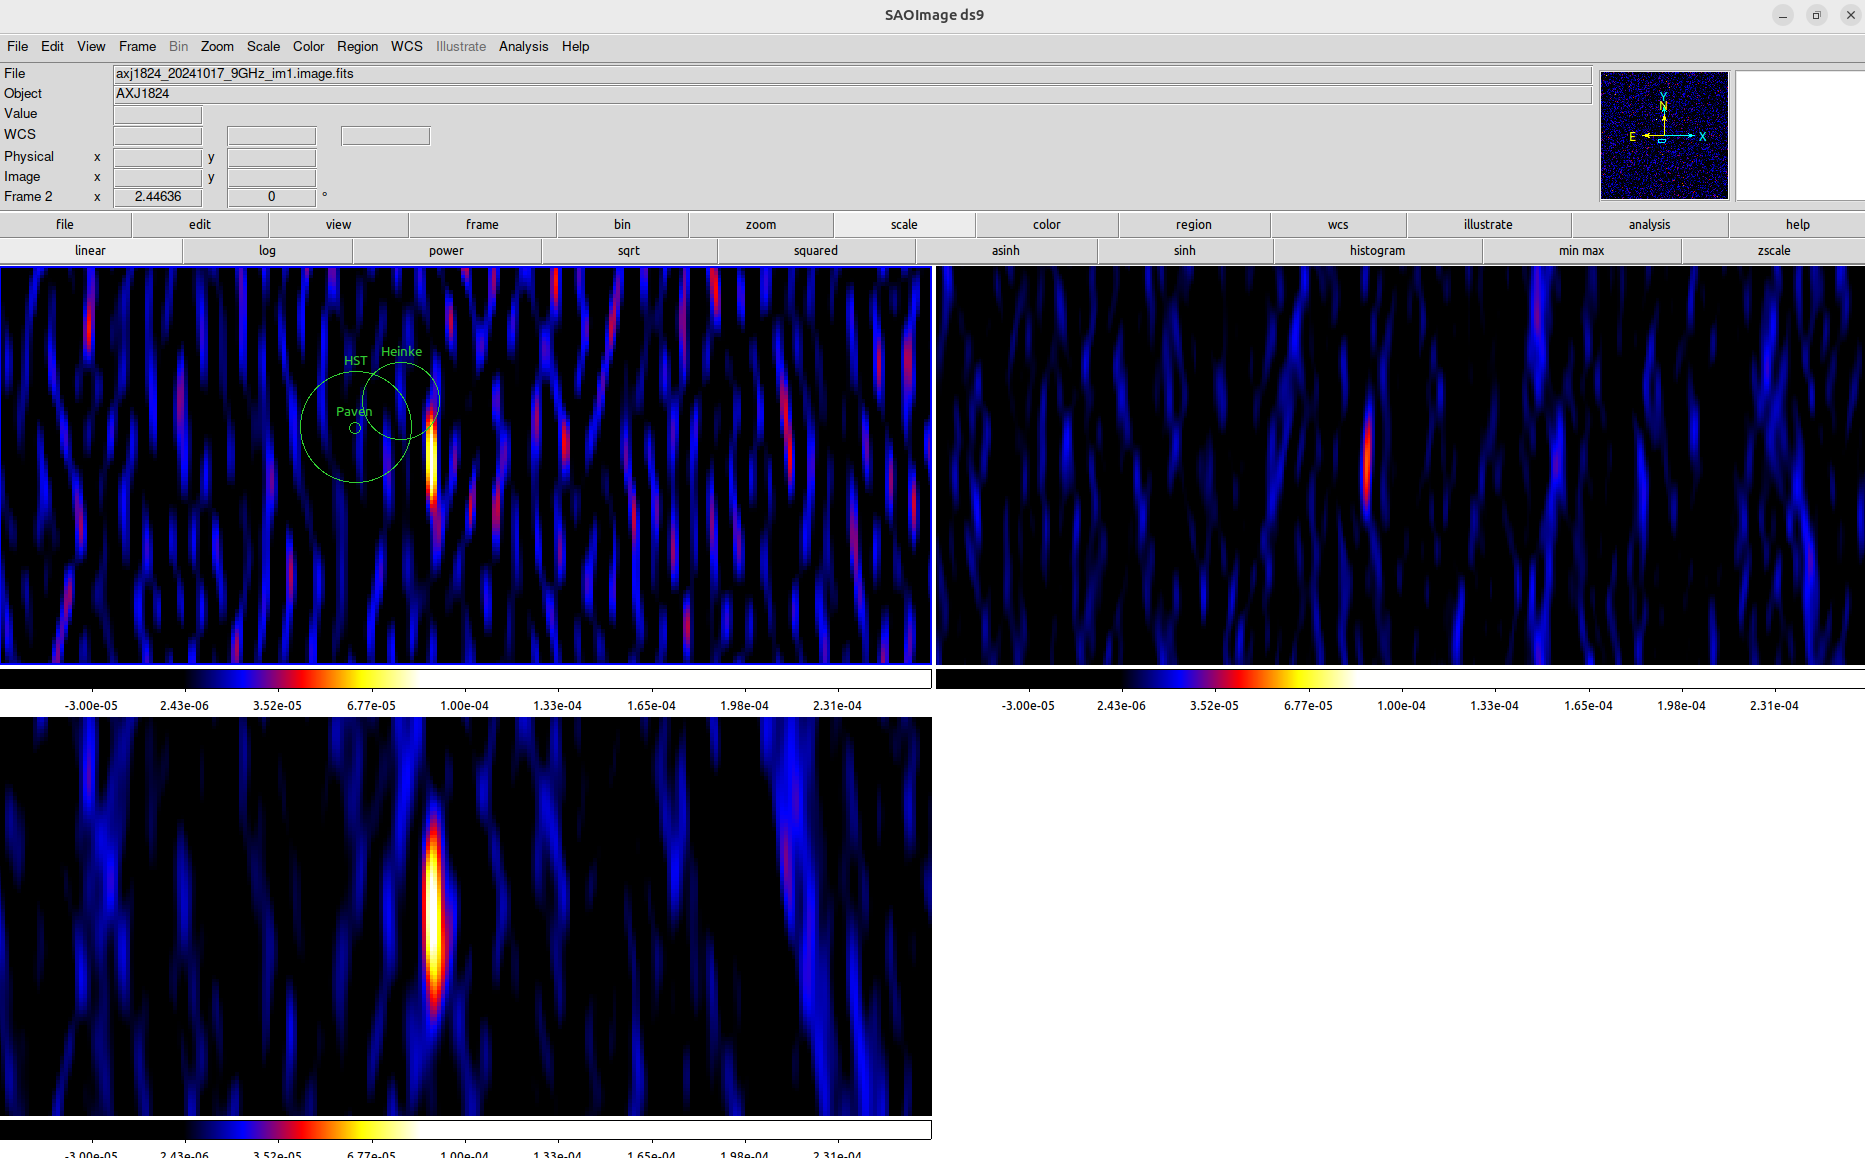 SAOImage ds9
File Edit View Frame Bin Zoom Scale Color Region WCS Illustrate Analysis Help
File axj1824_20241017_9GHz_im1.image.fits
Object AXJ1824
Value
WCS
Physical x y
Image x y
Frame 2 x 2.44636 0 °
Y
N
E X
file edit view frame bin zoom scale color region wcs illustrate analysis help
linear log power sqrt squared asinh sinh histogram min max zscale
HST Heinke
Paven
-3.00e-05 2.43e-06 3.52e-05 6.77e-05 1.00e-04 1.33e-04 1.65e-04 1.98e-04 2.31e-04
-3.00e-05 2.43e-06 3.52e-05 6.77e-05 1.00e-04 1.33e-04 1.65e-04 1.98e-04 2.31e-04
-3.00e-05 2.43e-06 3.52e-05 6.77e-05 1.00e-04 1.33e-04 1.65e-04 1.98e-04 2.31e-04